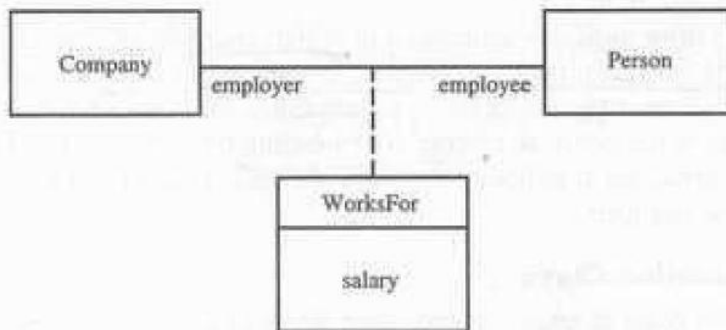 Company
Person
employer
employee
WorksFor
salary